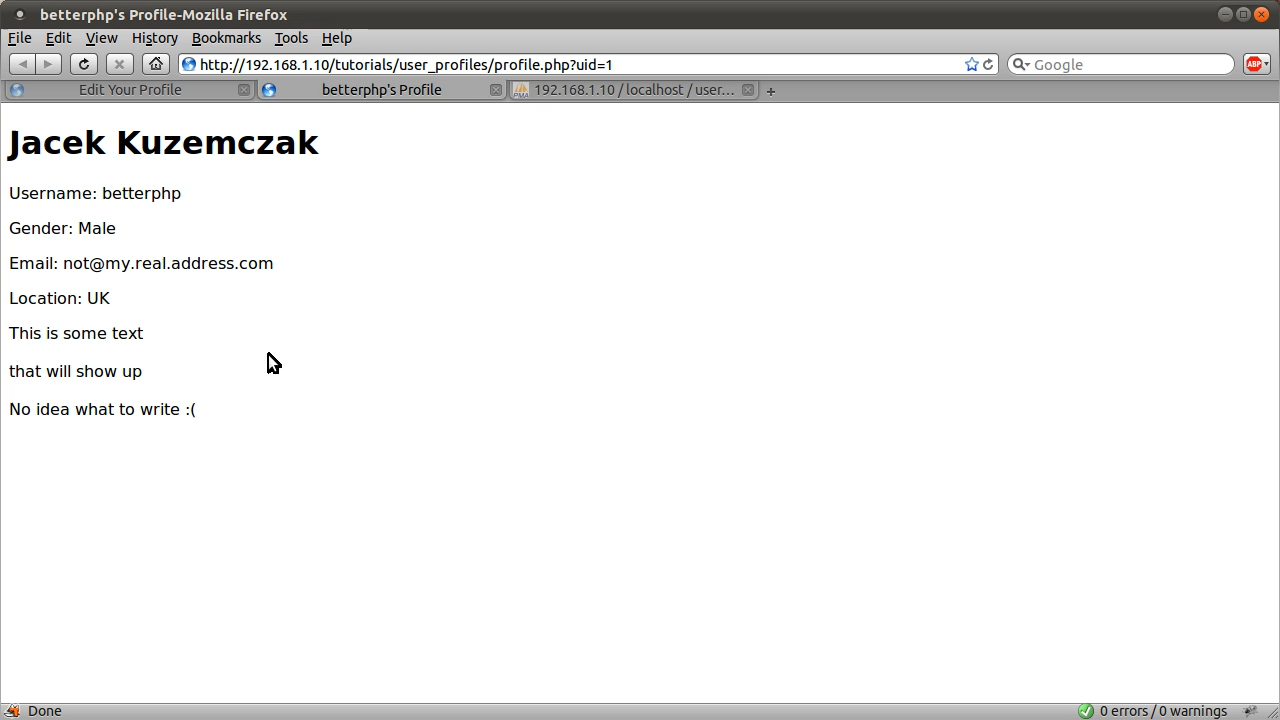 betterphp's Profile-Mozilla Firefox
File Edit View History Bookmarks Tools Help
http://192.168.1.10/tutorials/user_profiles/profile.php?uid=1 Google ABP
Edit Your Profile betterphp's Profile PMA 192.168.1.10 / localhost / user... +
Jacek Kuzemczak
Username: betterphp
Gender: Male
Email: not@my.real.address.com
Location: UK
This is some text
that will show up
No idea what to write :(
Done 0 errors / 0 warnings